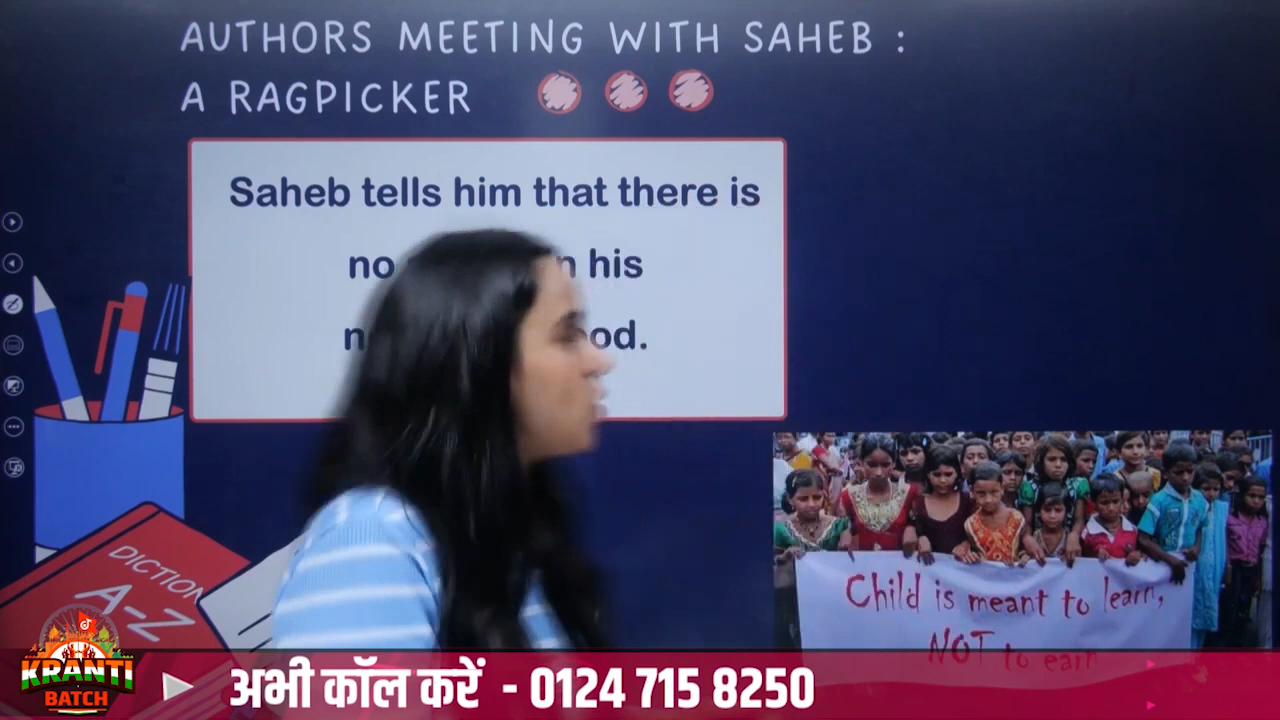 AUTHORS MEETING WITH SAHEB :
A RAGPICKER
Saheb tells him that there is
no his
Child is meant to learn,
NOT to earn
DICTION
A-Z
KRANTI
BATCH
अभी कॉल करें - 0124 715 8250